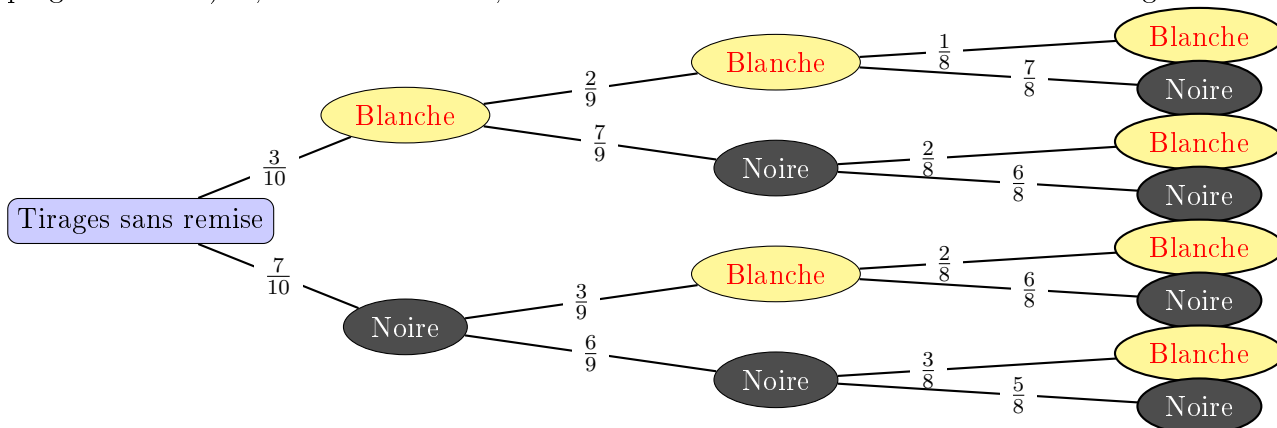 Blanche
1/8
Blanche
7/8
Noire
2/9
Blanche
7/9
2/8
Blanche
3/10
Noire
6/8
Noire
Tirages sans remise
2/8
Blanche
7/10
Blanche
6/8
Noire
3/9
Noire
6/9
3/8
Blanche
Noire
5/8
Noire